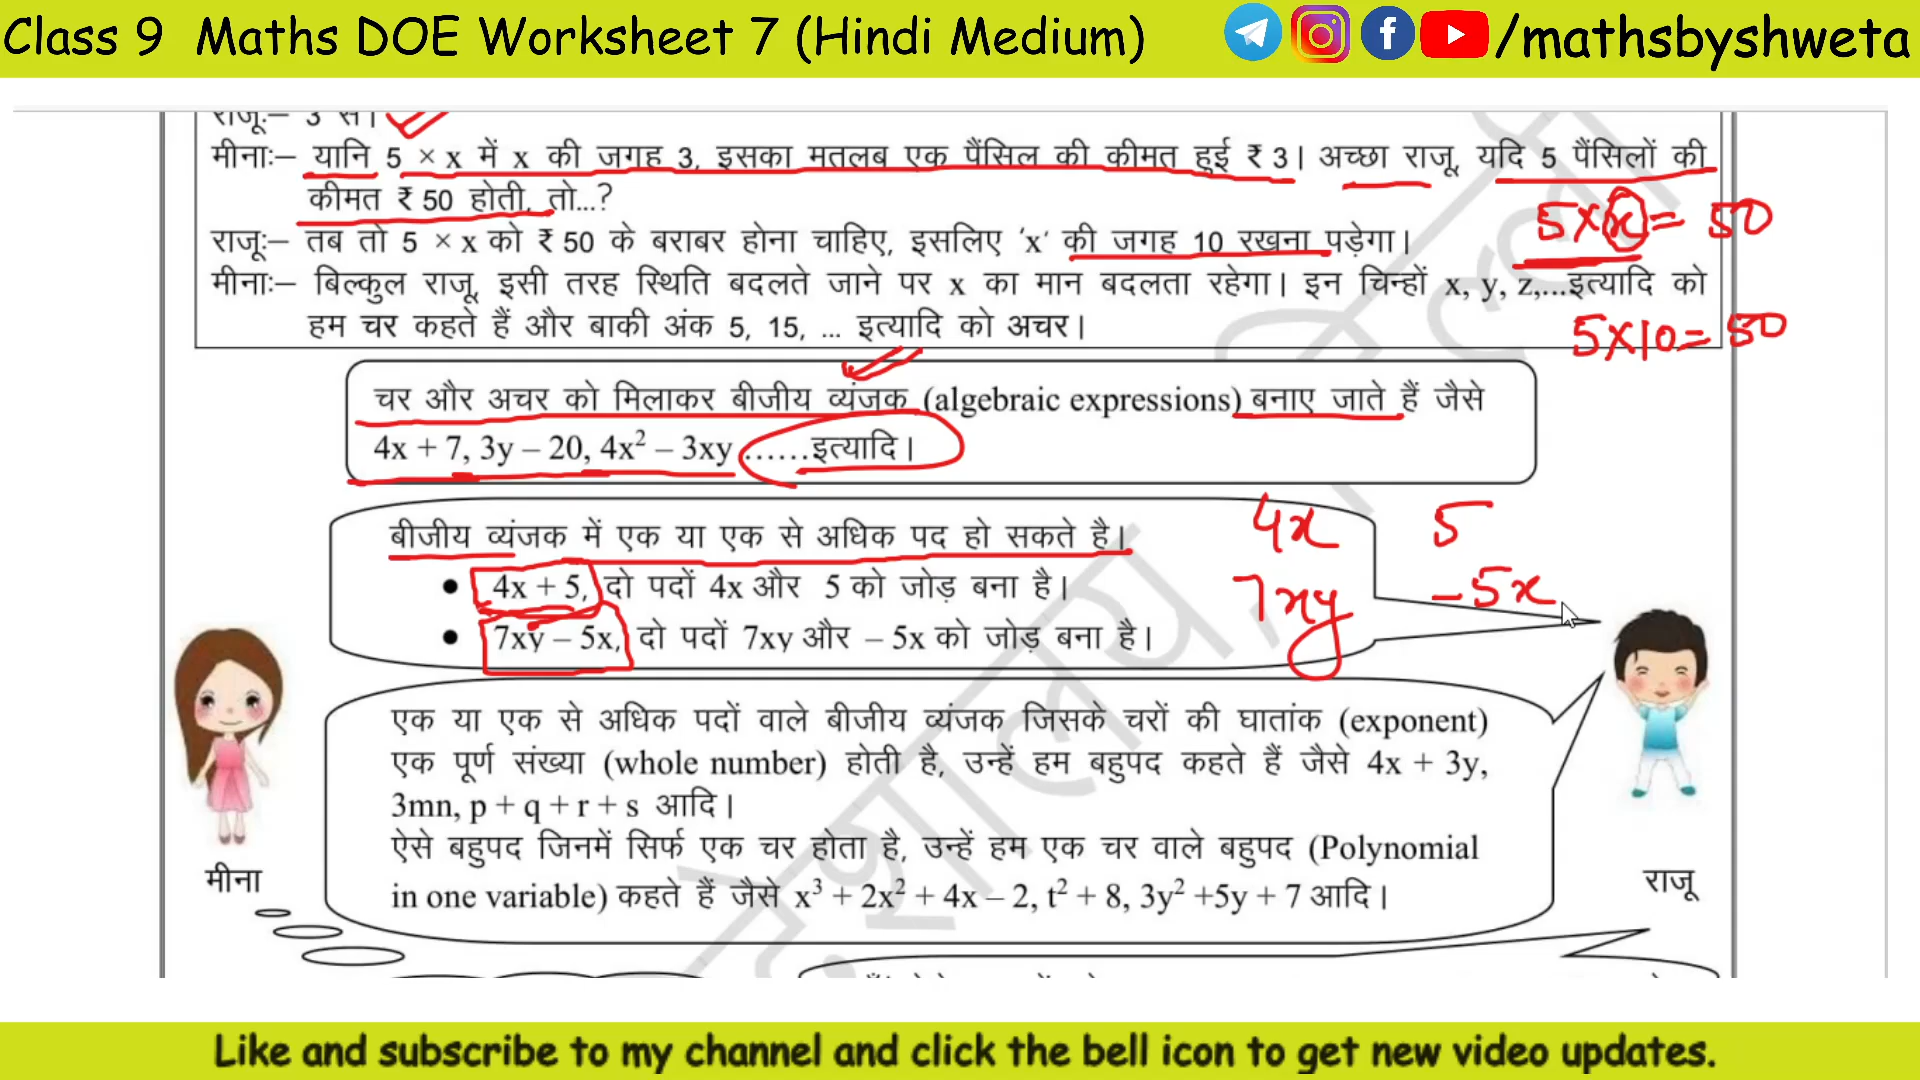 Class 9 Maths DOE Worksheet 7 (Hindi Medium) /mathsbyshweta
राजूः– 3 से।
मीनाः– यानि 5 × x में x की जगह 3, इसका मतलब एक पैंसिल की कीमत हुई ₹ 3। अच्छा राजू, यदि 5 पैंसिलों की
कीमत ₹ 50 होती, तो...?
5×x = 50
राजूः– तब तो 5 × x को ₹ 50 के बराबर होना चाहिए, इसलिए 'x' की जगह 10 रखना पड़ेगा।
मीनाः– बिल्कुल राजू, इसी तरह स्थिति बदलते जाने पर x का मान बदलता रहेगा। इन चिन्हों x, y, z,...इत्यादि को
हम चर कहते हैं और बाकी अंक 5, 15, ... इत्यादि को अचर।
5×10=50
चर और अचर को मिलाकर बीजीय व्यंजक (algebraic expressions) बनाए जाते हैं जैसे
4x + 7, 3y – 20, 4x² – 3xy ......इत्यादि।
बीजीय व्यंजक में एक या एक से अधिक पद हो सकते है।
4x 5
• 4x + 5, दो पदों 4x और 5 को जोड़ बना है।
7xy –5x
• 7xy – 5x, दो पदों 7xy और – 5x को जोड़ बना है।
एक या एक से अधिक पदों वाले बीजीय व्यंजक जिसके चरों की घातांक (exponent)
एक पूर्ण संख्या (whole number) होती है, उन्हें हम बहुपद कहते हैं जैसे 4x + 3y,
3mn, p + q + r + s आदि।
ऐसे बहुपद जिनमें सिर्फ एक चर होता है, उन्हें हम एक चर वाले बहुपद (Polynomial
in one variable) कहते हैं जैसे x³ + 2x² + 4x – 2, t² + 8, 3y² +5y + 7 आदि।
मीना
राजू
Like and subscribe to my channel and click the bell icon to get new video updates.